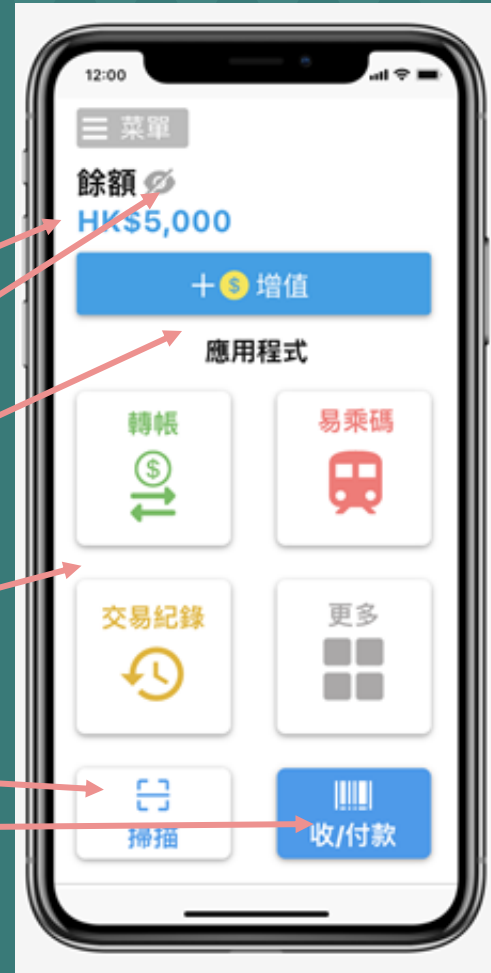 12:00
菜單
餘額
HK$5,000
＋$增值
應用程式
轉帳
$
易乘碼
交易紀錄
更多
掃描
收/付款